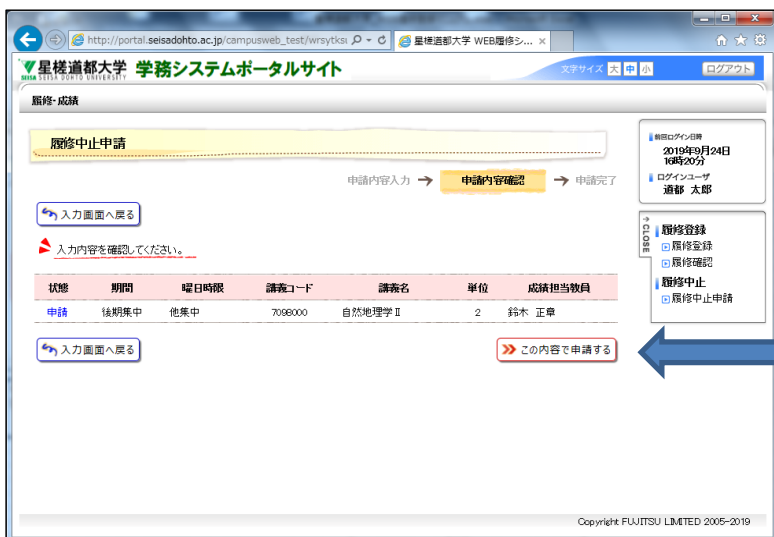 http://portal.seisadohto.ac.jp/campusweb_test/wrsytksu
星槎道都大学 WEB履修シ... ×
星槎道都大学 学務システムポータルサイト
SEISA DOHTO UNIVERSITY
文字サイズ 大 中 小
ログアウト
履修・成績
履修中止申請
申請内容入力 → 申請内容確認 → 申請完了
入力画面へ戻る
入力内容を確認してください。
状態 期間 曜日時限 講義コード 講義名 単位 成績担当教員
申請 後期集中 他集中 7098000 自然地理学Ⅱ 2 鈴木 正章
入力画面へ戻る
この内容で申請する
前回ログイン日時
2019年9月24日
16時20分
ログインユーザ
道都 太郎
CLOSE
履修登録
履修登録
履修確認
履修中止
履修中止申請
Copyright FUJITSU LIMITED 2005-2019